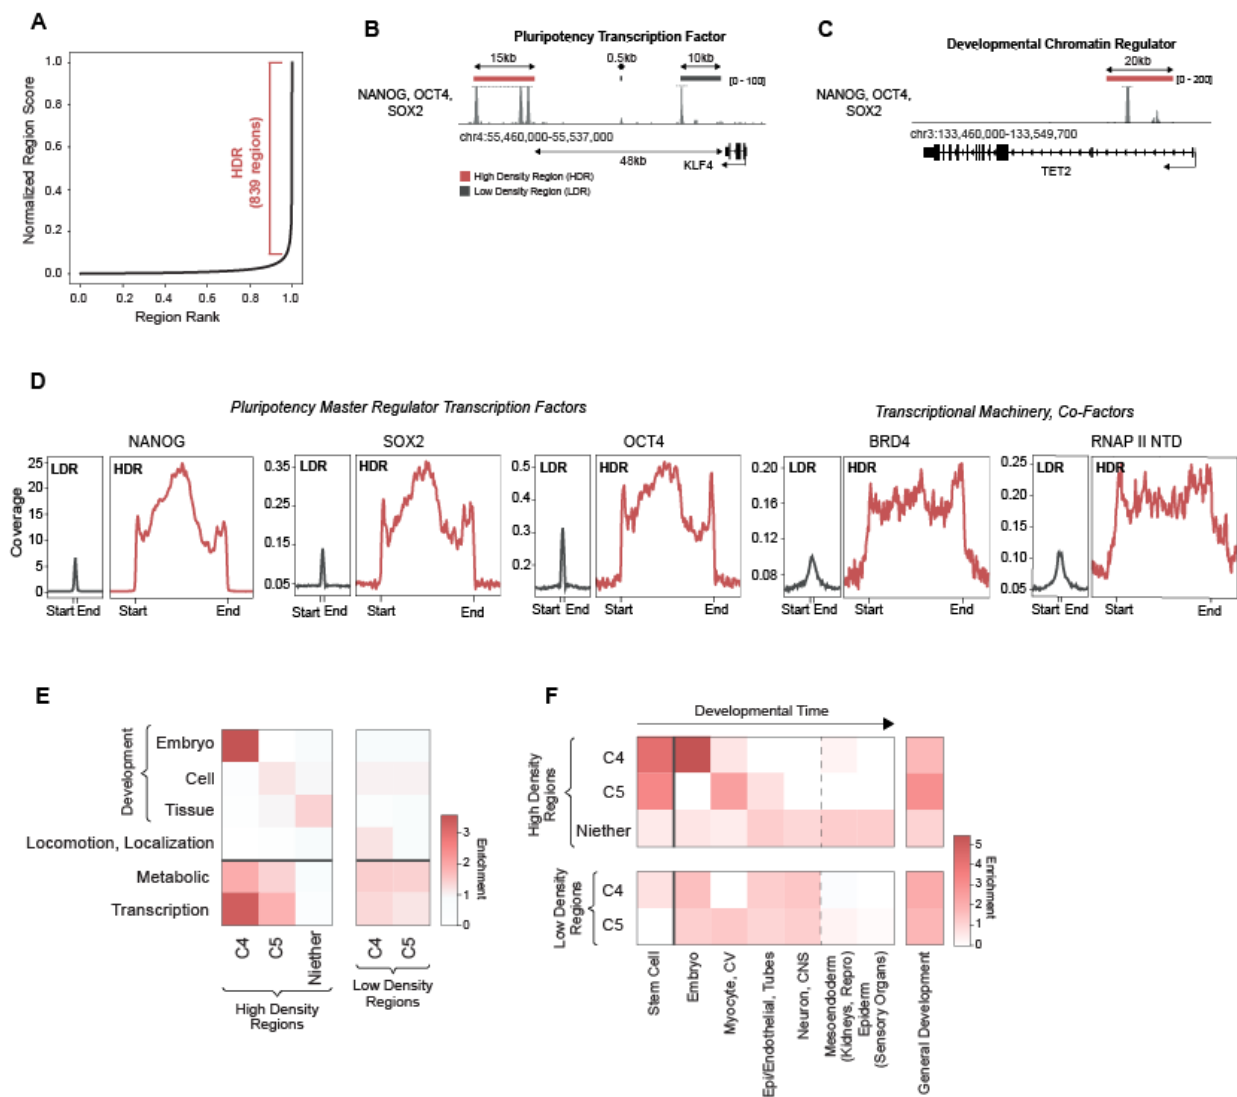 A
Normalized Region Score
1.0
0.8
0.6
0.4
0.2
0.0
HDR
(839 regions)
0.0 0.2 0.4 0.6 0.8 1.0
Region Rank
B
Pluripotency Transcription Factor
15kb 0.5kb 10kb
[0 - 100]
NANOG, OCT4,
SOX2
chr4:55,460,000-55,537,000
48kb
KLF4
High Density Region (HDR)
Low Density Region (LDR)
C
Developmental Chromatin Regulator
20kb
[0 - 200]
NANOG, OCT4,
SOX2
chr3:133,460,000-133,549,700
TET2
D
Pluripotency Master Regulator Transcription Factors
Transcriptional Machinery, Co-Factors
Coverage
NANOG
25
20
15
10
5
0
LDR HDR
Start End Start End
SOX2
0.35
0.25
0.15
0.05
LDR HDR
Start End Start End
OCT4
0.5
0.4
0.3
0.2
0.1
LDR HDR
Start End Start End
BRD4
0.20
0.16
0.12
0.08
LDR HDR
Start End Start End
RNAP II NTD
0.25
0.20
0.15
0.10
0.05
LDR HDR
Start End Start End
E
Development
Embryo
Cell
Tissue
Locomotion, Localization
Metabolic
Transcription
C4 C5 Niether
C4 C5
High Density
Regions
Low Density
Regions
3
2
1
0
Enrichment
F
Developmental Time
High Density
Regions
C4
C5
Niether
Low Density
Regions
C4
C5
Stem Cell
Embryo
Myocyte, CV
Epi/Endothelial, Tubes
Neuron, CNS
Mesoendoderm
(Kidneys, Repro)
Epiderm
(Sensory Organs)
General Development
5
4
3
2
1
0
Enrichment